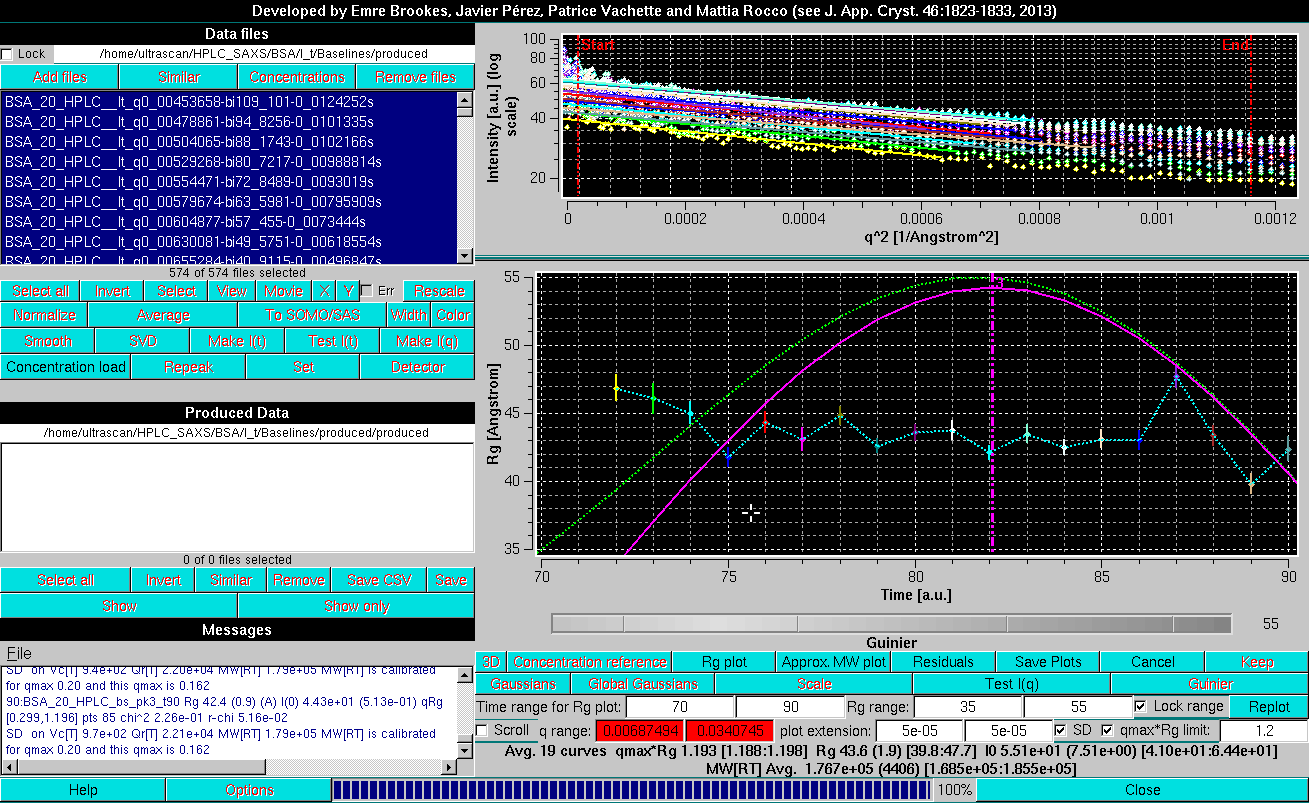 Developed by Emre Brookes, Javier Pérez, Patrice Vachette and Mattia Rocco (see J. App. Cryst. 46:1823-1833, 2013)
Data files
Lock /home/ultrascan/HPLC_SAXS/BSA/I_t/Baselines/produced
Add files Similar Concentrations Remove files
BSA_20_HPLC__It_q0_00453658-bi109_101-0_0124252s
BSA_20_HPLC__It_q0_00478861-bi94_8256-0_0101335s
BSA_20_HPLC__It_q0_00504065-bi88_1743-0_0102166s
BSA_20_HPLC__It_q0_00529268-bi80_7217-0_00988814s
BSA_20_HPLC__It_q0_00554471-bi72_8489-0_0093019s
BSA_20_HPLC__It_q0_00579674-bi63_5981-0_00795909s
BSA_20_HPLC__It_q0_00604877-bi57_455-0_0073444s
BSA_20_HPLC__It_q0_00630081-bi49_5751-0_00618554s
BSA_20_HPLC__It_q0_00655284-bi40_9115-0_00496847s
574 of 574 files selected
Select all Invert Select View Movie X Y Err Rescale
Normalize Average To SOMO/SAS Width Color
Smooth SVD Make I(t) Test I(t) Make I(q)
Concentration load Repeak Set Detector
Produced Data
/home/ultrascan/HPLC_SAXS/BSA/I_t/Baselines/produced/produced
0 of 0 files selected
Select all Invert Similar Remove Save CSV Save
Show Show only
Messages
File
SD on Vc[T] 9.4e+02 Qr[T] 2.20e+04 MW[RT] 1.79e+05 MW[RT] is calibrated
for qmax 0.20 and this qmax is 0.162
90:BSA_20_HPLC_bs_pk3_t90 Rg 42.4 (0.9) (A) I(0) 4.43e+01 (5.13e-01) qRg
[0.299,1.196] pts 85 chi^2 2.26e-01 r-chi 5.16e-02
SD on Vc[T] 9.7e+02 Qr[T] 2.21e+04 MW[RT] 1.79e+05 MW[RT] is calibrated
for qmax 0.20 and this qmax is 0.162
Help Options 100% Close
Intensity [a.u.] (log
scale)
100
80
60
40
20
Start End
0 0.0002 0.0004 0.0006 0.0008 0.001 0.0012
q^2 [1/Angstrom^2]
Rg [Angstrom]
55
50
45
40
35
3
70 75 80 85 90
Time [a.u.]
55
Guinier
3D Concentration reference Rg plot Approx. MW plot Residuals Save Plots Cancel Keep
Gaussians Global Gaussians Scale Test I(q) Guinier
Time range for Rg plot: 70 90 Rg range: 35 55 Lock range Replot
Scroll q range: 0.00687494 0.0340745 plot extension: 5e-05 5e-05 SD qmax*Rg limit: 1.2
Avg. 19 curves qmax*Rg 1.193 [1.188:1.198] Rg 43.6 (1.9) [39.8:47.7] I0 5.51e+01 (7.51e+00) [4.10e+01:6.44e+01]
MW[RT] Avg. 1.767e+05 (4406) [1.685e+05:1.855e+05]